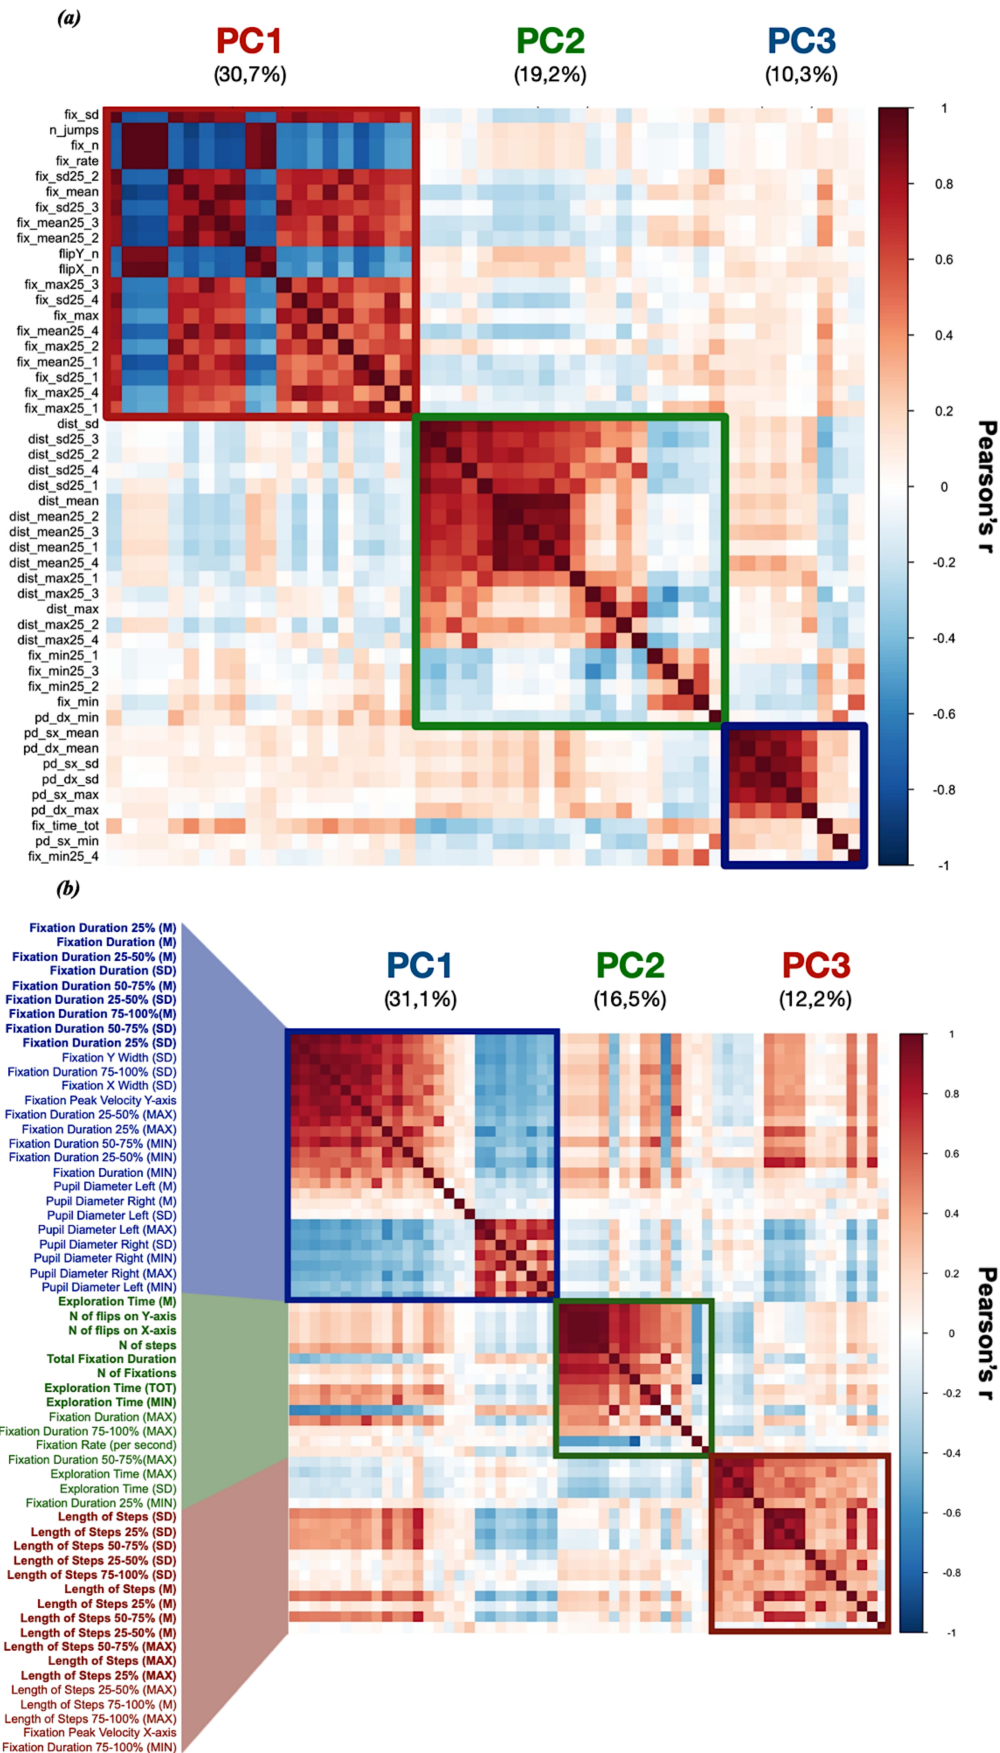 (a)
PC1 PC2 PC3
(30,7%) (19,2%) (10,3%)
fix_sd
n_jumps
fix_n
fix_rate
fix_sd25_2
fix_mean
fix_sd25_3
fix_mean25_3
fix_mean25_2
flipY_n
flipX_n
fix_max25_3
fix_sd25_4
fix_max
fix_mean25_4
fix_max25_2
fix_mean25_1
fix_sd25_1
fix_max25_4
fix_max25_1
dist_sd
dist_sd25_3
dist_sd25_2
dist_sd25_4
dist_sd25_1
dist_mean
dist_mean25_2
dist_mean25_3
dist_mean25_1
dist_mean25_4
dist_max25_1
dist_max25_3
dist_max
dist_max25_2
dist_max25_4
fix_min25_1
fix_min25_3
fix_min25_2
fix_min
pd_dx_min
pd_sx_mean
pd_dx_mean
pd_sx_sd
pd_dx_sd
pd_sx_max
pd_dx_max
fix_time_tot
pd_sx_min
fix_min25_4
1
0.8
0.6
0.4
0.2
0
-0.2
-0.4
-0.6
-0.8
-1
Pearson's r
(b)
PC1 PC2 PC3
(31,1%) (16,5%) (12,2%)
Fixation Duration 25% (M)
Fixation Duration (M)
Fixation Duration 25-50% (M)
Fixation Duration (SD)
Fixation Duration 50-75% (M)
Fixation Duration 25-50% (SD)
Fixation Duration 75-100%(M)
Fixation Duration 50-75% (SD)
Fixation Duration 25% (SD)
Fixation Y Width (SD)
Fixation Duration 75-100% (SD)
Fixation X Width (SD)
Fixation Peak Velocity Y-axis
Fixation Duration 25-50% (MAX)
Fixation Duration 25% (MAX)
Fixation Duration 50-75% (MIN)
Fixation Duration 25-50% (MIN)
Fixation Duration (MIN)
Pupil Diameter Left (M)
Pupil Diameter Right (M)
Pupil Diameter Left (SD)
Pupil Diameter Left (MAX)
Pupil Diameter Right (SD)
Pupil Diameter Right (MIN)
Pupil Diameter Right (MAX)
Pupil Diameter Left (MIN)
Exploration Time (M)
N of flips on Y-axis
N of flips on X-axis
N of steps
Total Fixation Duration
N of Fixations
Exploration Time (TOT)
Exploration Time (MIN)
Fixation Duration (MAX)
Fixation Duration 75-100% (MAX)
Fixation Rate (per second)
Fixation Duration 50-75%(MAX)
Exploration Time (MAX)
Exploration Time (SD)
Fixation Duration 25% (MIN)
Length of Steps (SD)
Length of Steps 25% (SD)
Length of Steps 50-75% (SD)
Length of Steps 25-50% (SD)
Length of Steps 75-100% (SD)
Length of Steps (M)
Length of Steps 25% (M)
Length of Steps 50-75% (M)
Length of Steps 25-50% (M)
Length of Steps 50-75% (MAX)
Length of Steps (MAX)
Length of Steps 25% (MAX)
Length of Steps 25-50% (MAX)
Length of Steps 75-100% (M)
Length of Steps 75-100% (MAX)
Fixation Peak Velocity X-axis
Fixation Duration 75-100% (MIN)
1
0.8
0.6
0.4
0.2
0
-0.2
-0.4
-0.6
-0.8
-1
Pearson's r